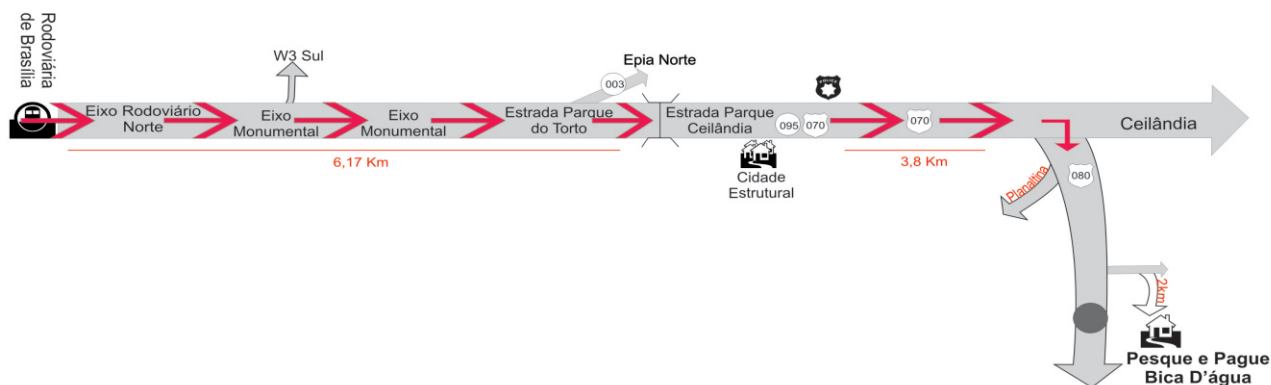 Rodoviária
de Brasília
W3 Sul
Epia Norte
003
POLICE
Eixo Rodoviário
Norte
Eixo
Monumental
Eixo
Monumental
Estrada Parque
do Torto
Estrada Parque
Ceilândia
095
070
070
Ceilândia
6,17 Km
3,8 Km
Cidade
Estrutural
Planaltina
080
2km
Pesque e Pague
Bica D'água